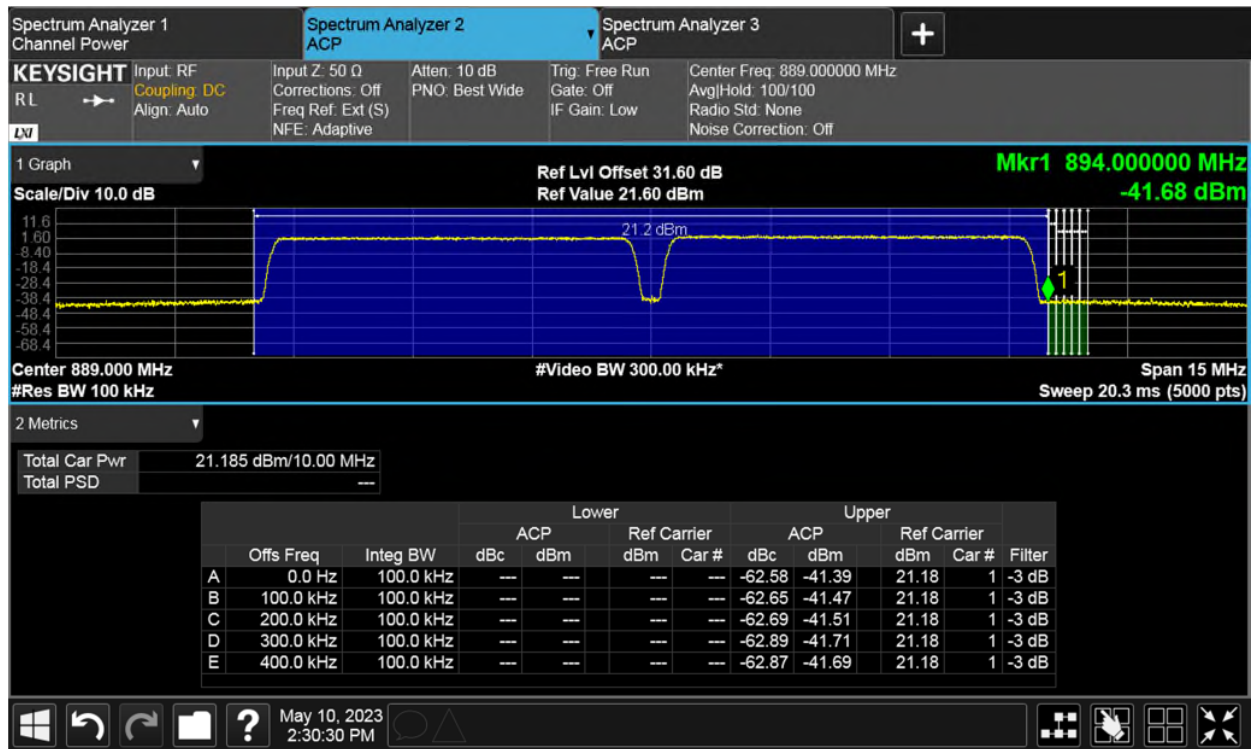 Spectrum Analyzer 1
Channel Power
Spectrum Analyzer 2
ACP
Spectrum Analyzer 3
ACP
KEYSIGHT
RL
LXI
Input: RF
Coupling: DC
Align: Auto
Input Z: 50 Ω
Corrections: Off
Freq Ref: Ext (S)
NFE: Adaptive
Atten: 10 dB
PNO: Best Wide
Trig: Free Run
Gate: Off
IF Gain: Low
Center Freq: 889.000000 MHz
Avg|Hold: 100/100
Radio Std: None
Noise Correction: Off
1 Graph
Scale/Div 10.0 dB
Ref Lvl Offset 31.60 dB
Ref Value 21.60 dBm
Mkr1 894.000000 MHz
-41.68 dBm
11.6
1.60
-8.40
-18.4
-28.4
-38.4
-48.4
-58.4
-68.4
21.2 dBm
1
Center 889.000 MHz
#Res BW 100 kHz
#Video BW 300.00 kHz*
Span 15 MHz
Sweep 20.3 ms (5000 pts)
2 Metrics
Total Car Pwr 21.185 dBm/10.00 MHz
Total PSD ---
Lower Upper
ACP Ref Carrier ACP Ref Carrier
Offs Freq Integ BW dBc dBm dBm Car # dBc dBm dBm Car # Filter
A 0.0 Hz 100.0 kHz --- --- --- --- -62.58 -41.39 21.18 1 -3 dB
B 100.0 kHz 100.0 kHz --- --- --- --- -62.65 -41.47 21.18 1 -3 dB
C 200.0 kHz 100.0 kHz --- --- --- --- -62.69 -41.51 21.18 1 -3 dB
D 300.0 kHz 100.0 kHz --- --- --- --- -62.89 -41.71 21.18 1 -3 dB
E 400.0 kHz 100.0 kHz --- --- --- --- -62.87 -41.69 21.18 1 -3 dB
?
May 10, 2023
2:30:30 PM